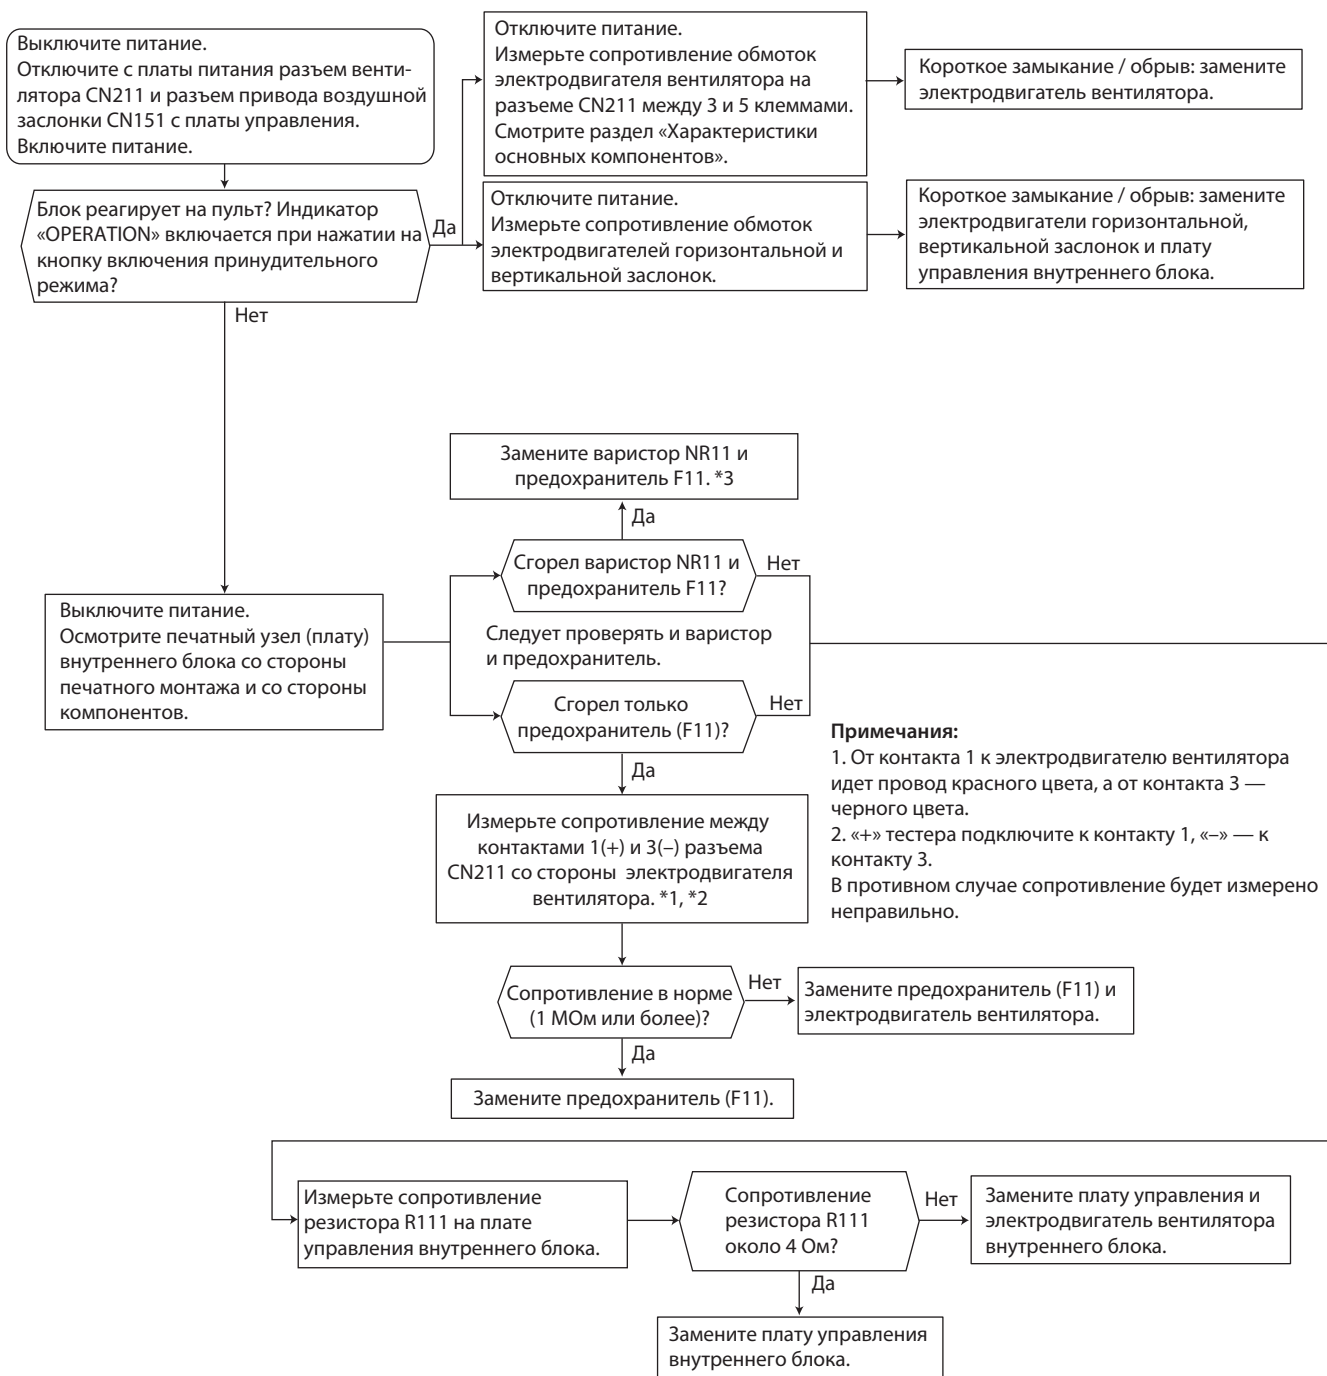 Выключите питание.
Отключите с платы питания разъем венти-
лятора CN211 и разъем привода воздушной
заслонки CN151 с платы управления.
Включите питание.
Отключите питание.
Измерьте сопротивление обмоток
электродвигателя вентилятора на
разъеме CN211 между 3 и 5 клеммами.
Смотрите раздел «Характеристики
основных компонентов».
Короткое замыкание / обрыв: замените
электродвигатель вентилятора.
Блок реагирует на пульт? Индикатор
«OPERATION» включается при нажатии на
кнопку включения принудительного
режима?
Да
Отключите питание.
Измерьте сопротивление обмоток
электродвигателей горизонтальной и
вертикальной заслонок.
Короткое замыкание / обрыв: замените
электродвигатели горизонтальной,
вертикальной заслонок и плату
управления внутреннего блока.
Нет
Замените варистор NR11 и
предохранитель F11. *3
Да
Сгорел варистор NR11 и
предохранитель F11?
Нет
Выключите питание.
Осмотрите печатный узел (плату)
внутреннего блока со стороны
печатного монтажа и со стороны
компонентов.
Следует проверять и варистор
и предохранитель.
Сгорел только
предохранитель (F11)?
Нет
Да
Примечания:
1. От контакта 1 к электродвигателю вентилятора
идет провод красного цвета, а от контакта 3 —
черного цвета.
2. «+» тестера подключите к контакту 1, «–» — к
контакту 3.
В противном случае сопротивление будет измерено
неправильно.
Измерьте сопротивление между
контактами 1(+) и 3(–) разъема
CN211 со стороны электродвигателя
вентилятора. *1, *2
Сопротивление в норме
(1 МОм или более)?
Нет
Замените предохранитель (F11) и
электродвигатель вентилятора.
Да
Замените предохранитель (F11).
Измерьте сопротивление
резистора R111 на плате
управления внутреннего блока.
Сопротивление
резистора R111
около 4 Ом?
Нет
Замените плату управления и
электродвигатель вентилятора
внутреннего блока.
Да
Замените плату управления
внутреннего блока.